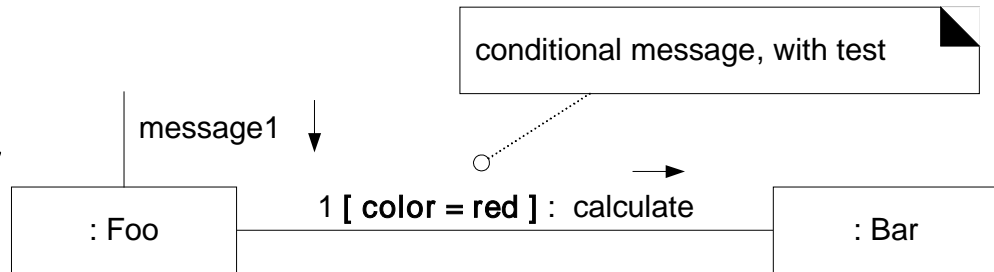 conditional message, with test
message1
1 [ color = red ] : calculate
: Foo
: Bar